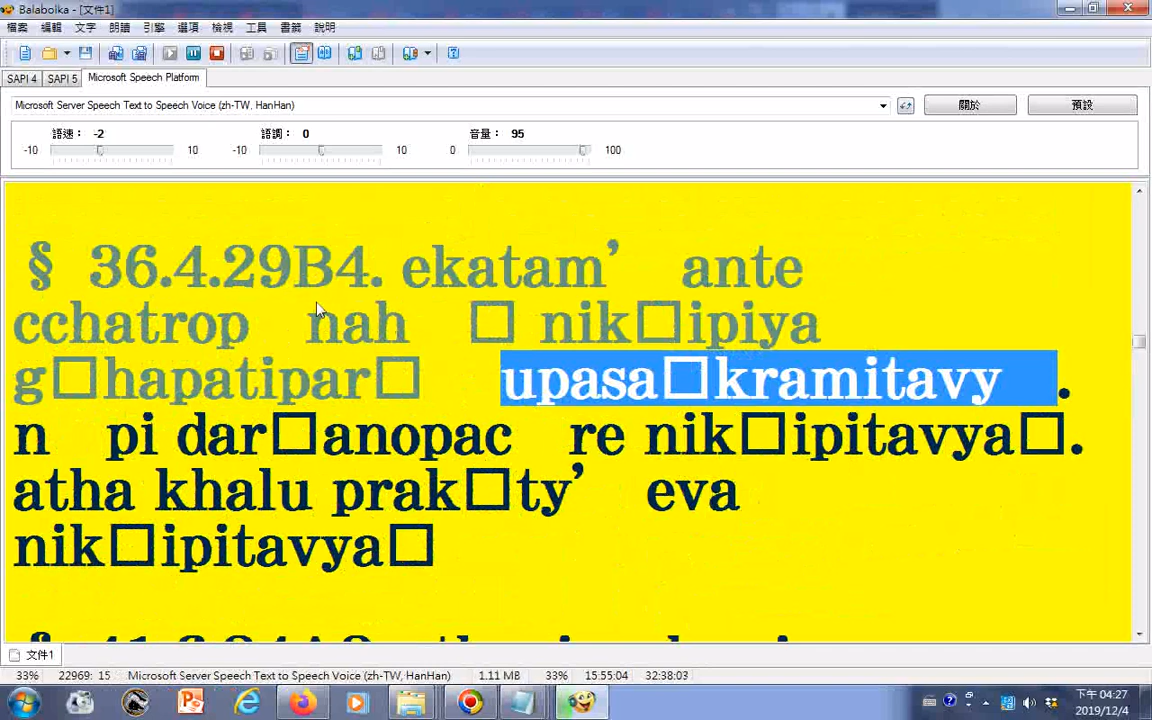 Balabolka - [文件1]
檔案 編輯 文字 朗讀 引擎 選項 檢視 工具 書籤 說明
SAPI 4 SAPI 5 Microsoft Speech Platform
Microsoft Server Speech Text to Speech Voice (zh-TW, HanHan) 關於 預設
語速： -2 語調： 0 音量： 95
-10 10 -10 10 0 100
§ 36.4.29B4. ekatam’ ante
cchatrop nah □ nik□ipiya
g□hapatipar□ upasa□kramitavy .
n pi dar□anopac re nik□ipitavya□.
atha khalu prak□ty’ eva
nik□ipitavya□
文件1
33% 22969: 15 Microsoft Server Speech Text to Speech Voice (zh-TW, HanHan) 1.11 MB 33% 15:55:04 32:38:03
下午 04:27
2019/12/4